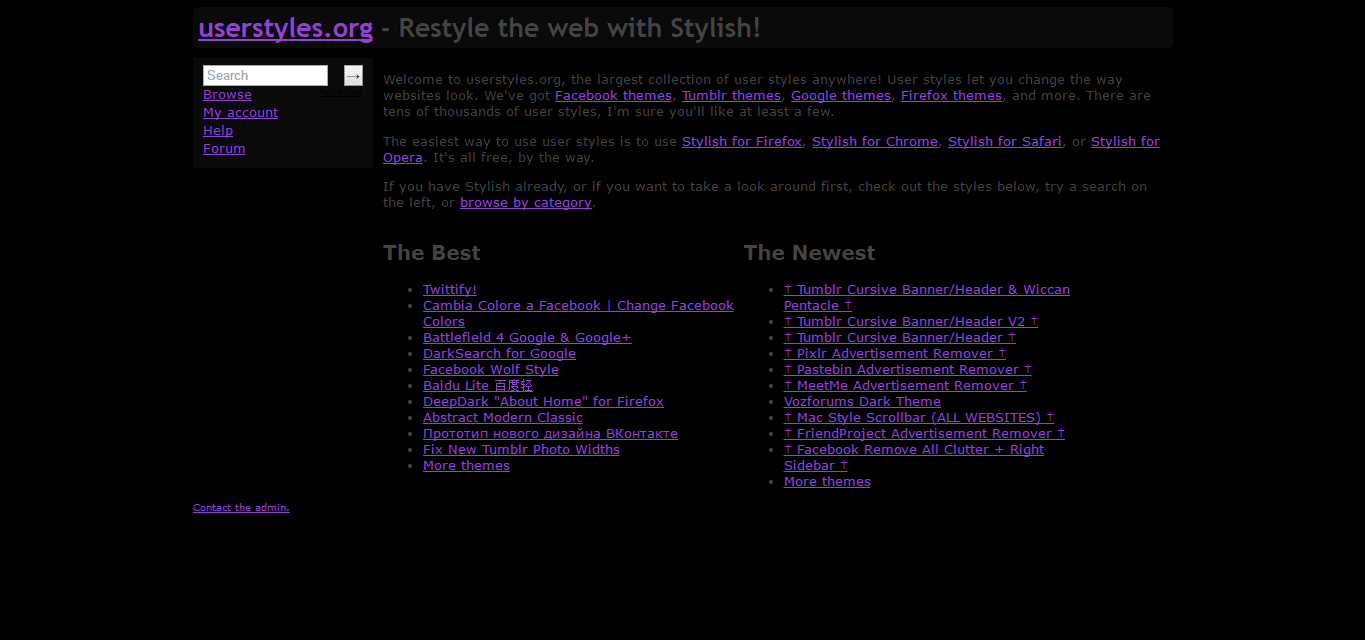 userstyles.org - Restyle the web with Stylish!
Search →
Browse
My account
Help
Forum
Welcome to userstyles.org, the largest collection of user styles anywhere! User styles let you change the way
websites look. We've got Facebook themes, Tumblr themes, Google themes, Firefox themes, and more. There are
tens of thousands of user styles, I'm sure you'll like at least a few.
The easiest way to use user styles is to use Stylish for Firefox, Stylish for Chrome, Stylish for Safari, or Stylish for
Opera. It's all free, by the way.
If you have Stylish already, or if you want to take a look around first, check out the styles below, try a search on
the left, or browse by category.
The Best
Twittify!
Cambia Colore a Facebook | Change Facebook
Colors
Battlefield 4 Google & Google+
DarkSearch for Google
Facebook Wolf Style
Baidu Lite 百度轻
DeepDark "About Home" for Firefox
Abstract Modern Classic
Прототип нового дизайна ВКонтакте
Fix New Tumblr Photo Widths
More themes
The Newest
† Tumblr Cursive Banner/Header & Wiccan
Pentacle †
† Tumblr Cursive Banner/Header V2 †
† Tumblr Cursive Banner/Header †
† Pixlr Advertisement Remover †
† Pastebin Advertisement Remover †
† MeetMe Advertisement Remover †
Vozforums Dark Theme
† Mac Style Scrollbar (ALL WEBSITES) †
† FriendProject Advertisement Remover †
† Facebook Remove All Clutter + Right
Sidebar †
More themes
Contact the admin.